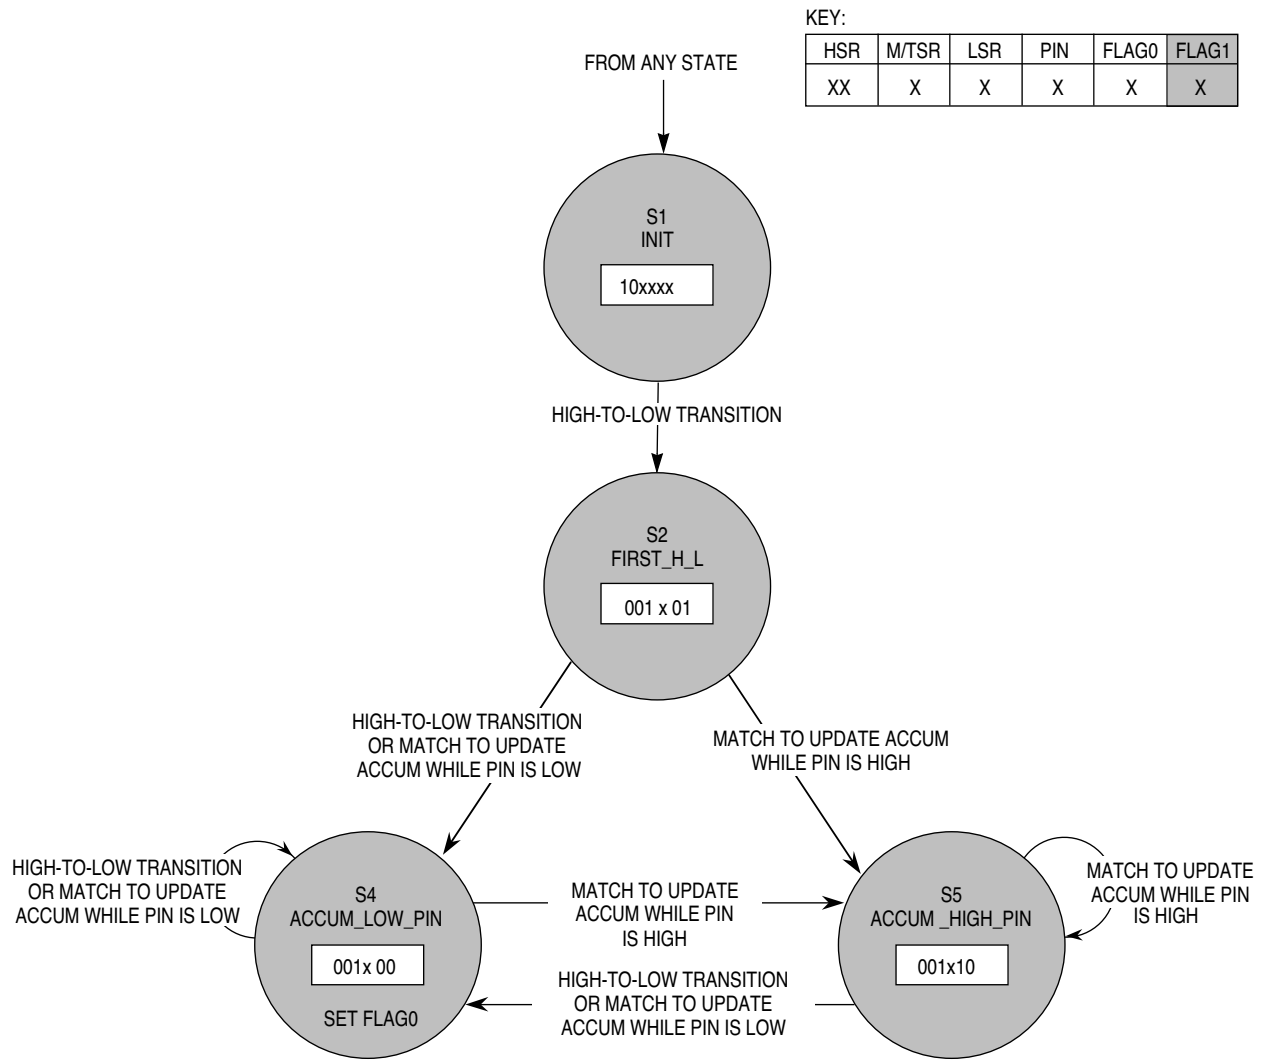 KEY:
HSR M/TSR LSR PIN FLAG0 FLAG1
XX X X X X X
FROM ANY STATE
S1
INIT
10xxxx
HIGH-TO-LOW TRANSITION
S2
FIRST_H_L
001 x 01
HIGH-TO-LOW TRANSITION
OR MATCH TO UPDATE
ACCUM WHILE PIN IS LOW
MATCH TO UPDATE ACCUM
WHILE PIN IS HIGH
HIGH-TO-LOW TRANSITION
OR MATCH TO UPDATE
ACCUM WHILE PIN IS LOW
S4
ACCUM_LOW_PIN
001x 00
SET FLAG0
MATCH TO UPDATE
ACCUM WHILE PIN
IS HIGH
HIGH-TO-LOW TRANSITION
OR MATCH TO UPDATE
ACCUM WHILE PIN IS LOW
S5
ACCUM _HIGH_PIN
001x10
MATCH TO UPDATE
ACCUM WHILE PIN
IS HIGH